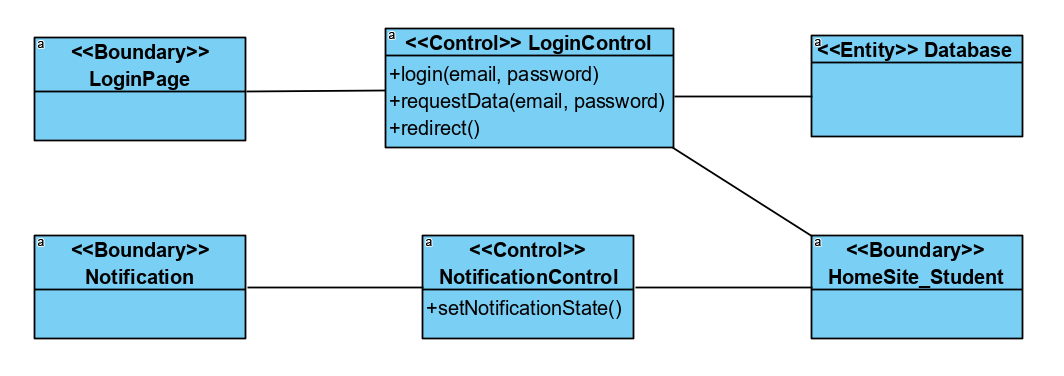 a
<<Boundary>>
LoginPage
a
<<Control>> LoginControl
+login(email, password)
+requestData(email, password)
+redirect()
a
<<Entity>> Database
a
<<Boundary>>
Notification
a
<<Control>>
NotificationControl
+setNotificationState()
a
<<Boundary>>
HomeSite_Student